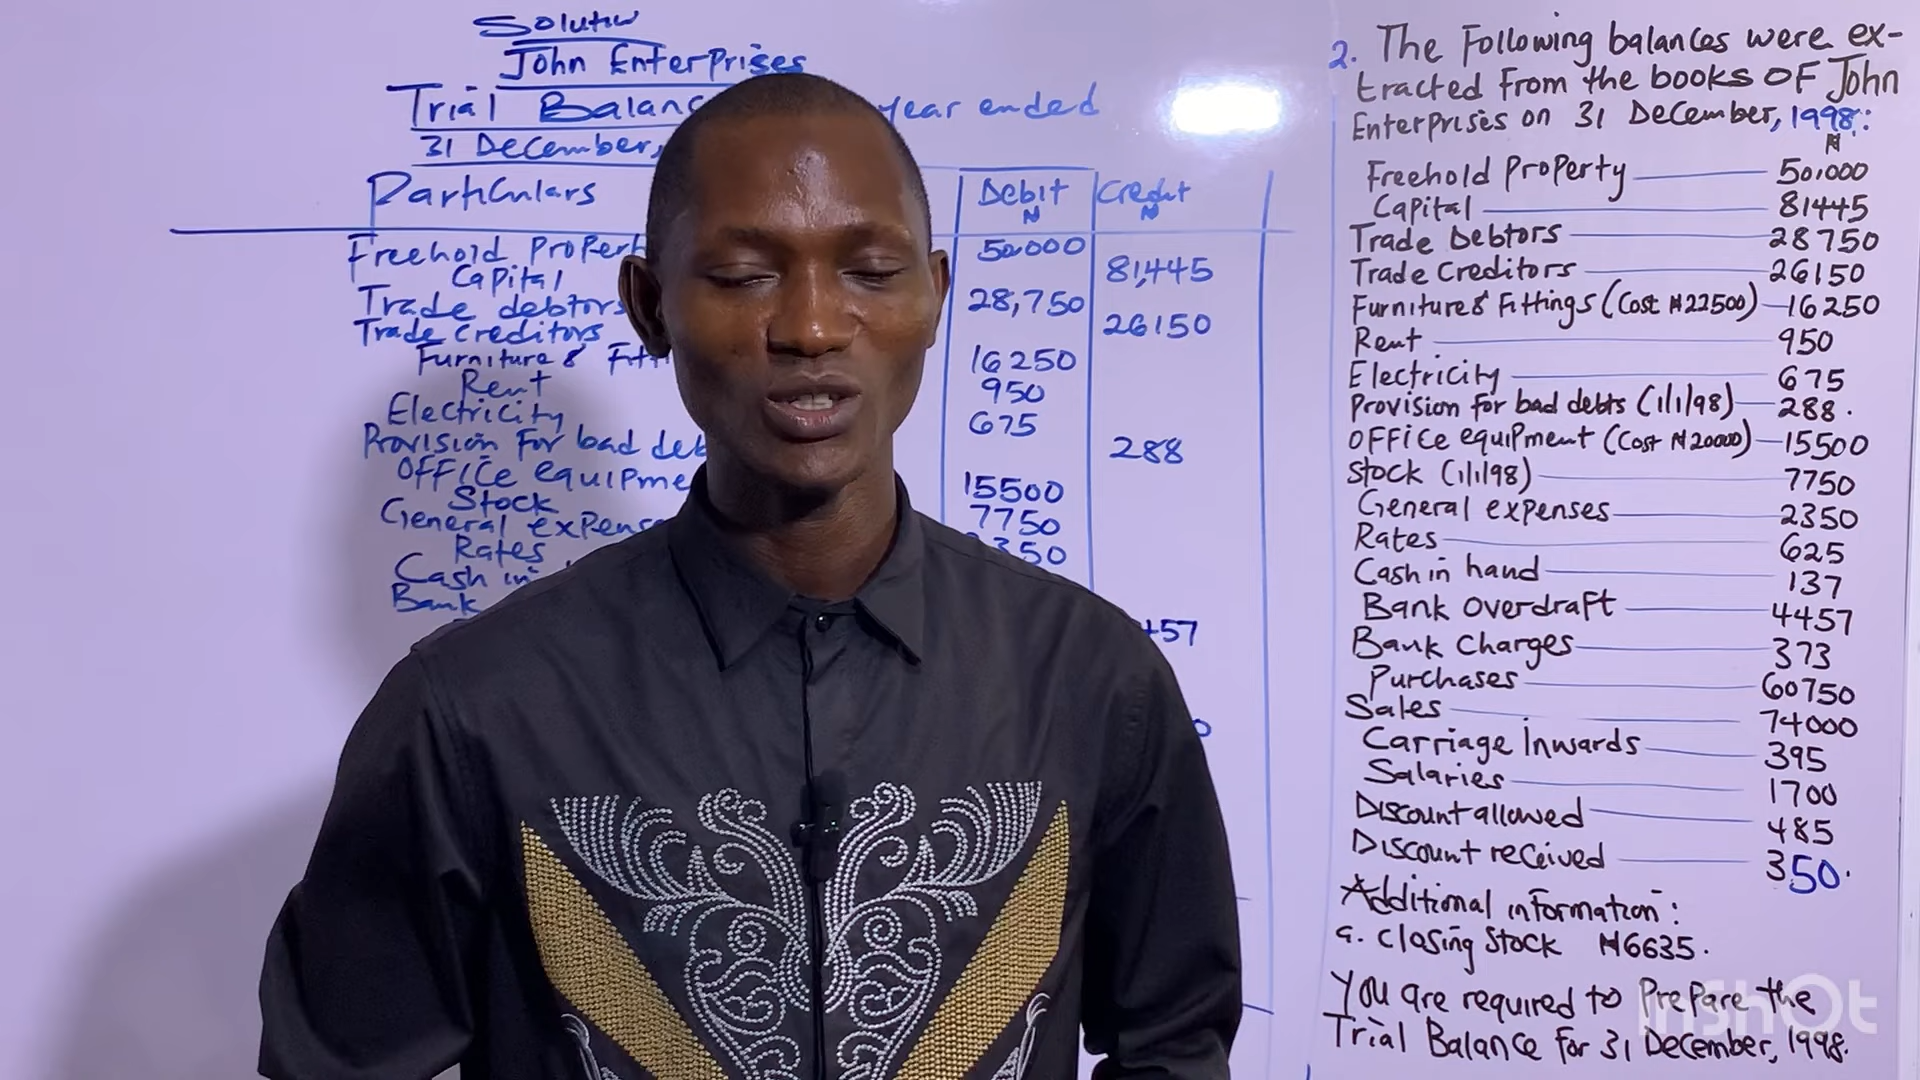 Solution
John Enterprises
Trial Balanc year ended
31 December,
Particulars Debit Credit
₦ ₦
Freehold Propert 50,000
Capital 81,445
Trade debtors 28,750
Trade creditors 26150
Furniture & Fitt 16250
Rent 950
Electricity 675
Provision For bad deb 288
OFFice equipme 15500
Stock 7750
General expense 350
Rates
Cash in
Bank 457
2. The Following balances were ex-
tracted From the books OF John
Enterprises on 31 December, 1998:
₦
Freehold Property 50,000
Capital 81445
Trade Debtors 28750
Trade Creditors 26150
Furniture & Fittings (Cost ₦22500) 16250
Rent 950
Electricity 675
Provision for bad debts (1/1/98) 288.
OFFice equipment (Cost ₦20000) 15500
Stock (1/1/98) 7750
General expenses 2350
Rates 625
Cash in hand 137
Bank Overdraft 4457
Bank Charges 373
Purchases 60750
Sales 74000
Carriage Inwards 395
Salaries 1700
Discount allowed 485
Discount received 350.
Additional information:
a. Closing Stock ₦6635.
You are required to Prepare the
Trial Balance For 31 December, 1998.
InShOt